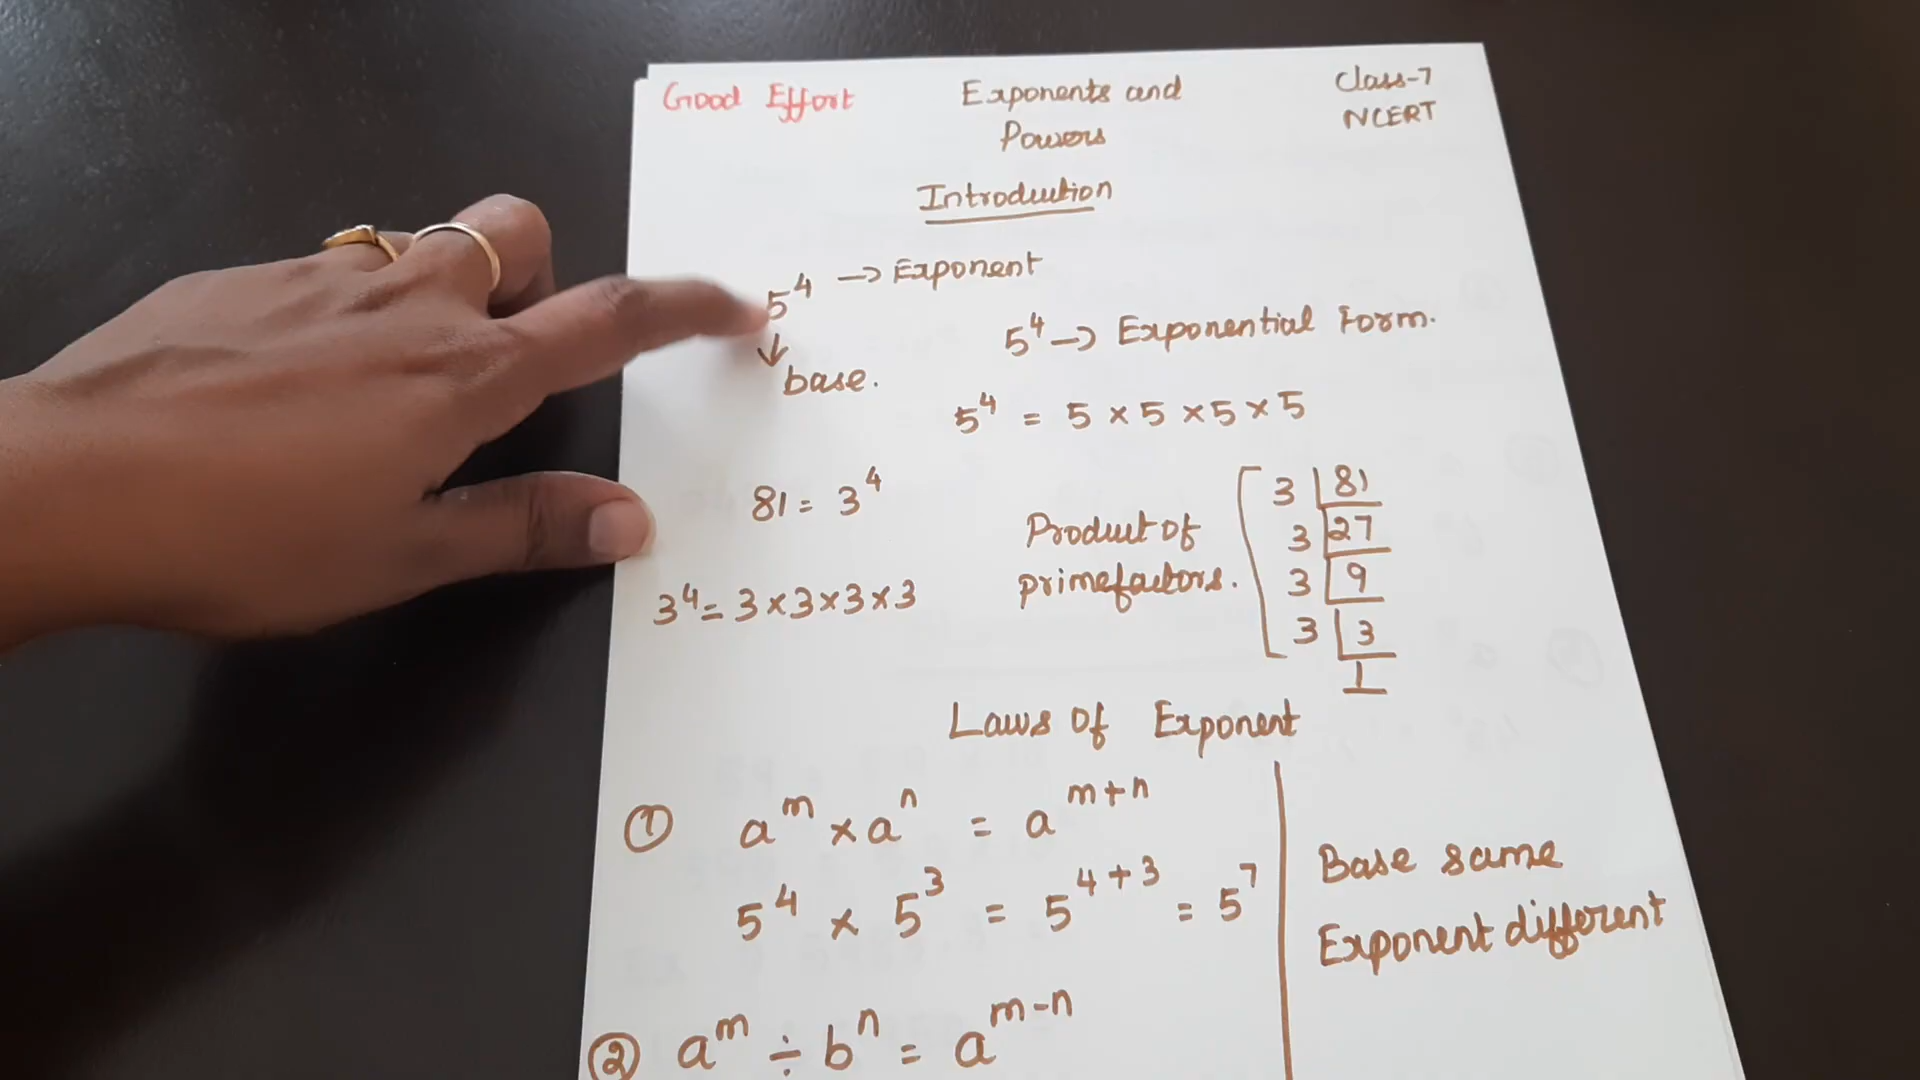 Good Effort
Exponents and Powers
Class-7 NCERT
Introduction
5⁴ → Exponent
↓
base.
5⁴ → Exponential Form.
5⁴ = 5 × 5 × 5 × 5
81 = 3⁴
3⁴ = 3 × 3 × 3 × 3
Product of
primefactors.
3 | 81
3 | 27
3 | 9
3 | 3
1
Laws of Exponent
① aᵐ × aⁿ = aᵐ⁺ⁿ
5⁴ × 5³ = 5⁴⁺³ = 5⁷
Base same
Exponent different
② aᵐ ÷ bⁿ = aᵐ⁻ⁿ